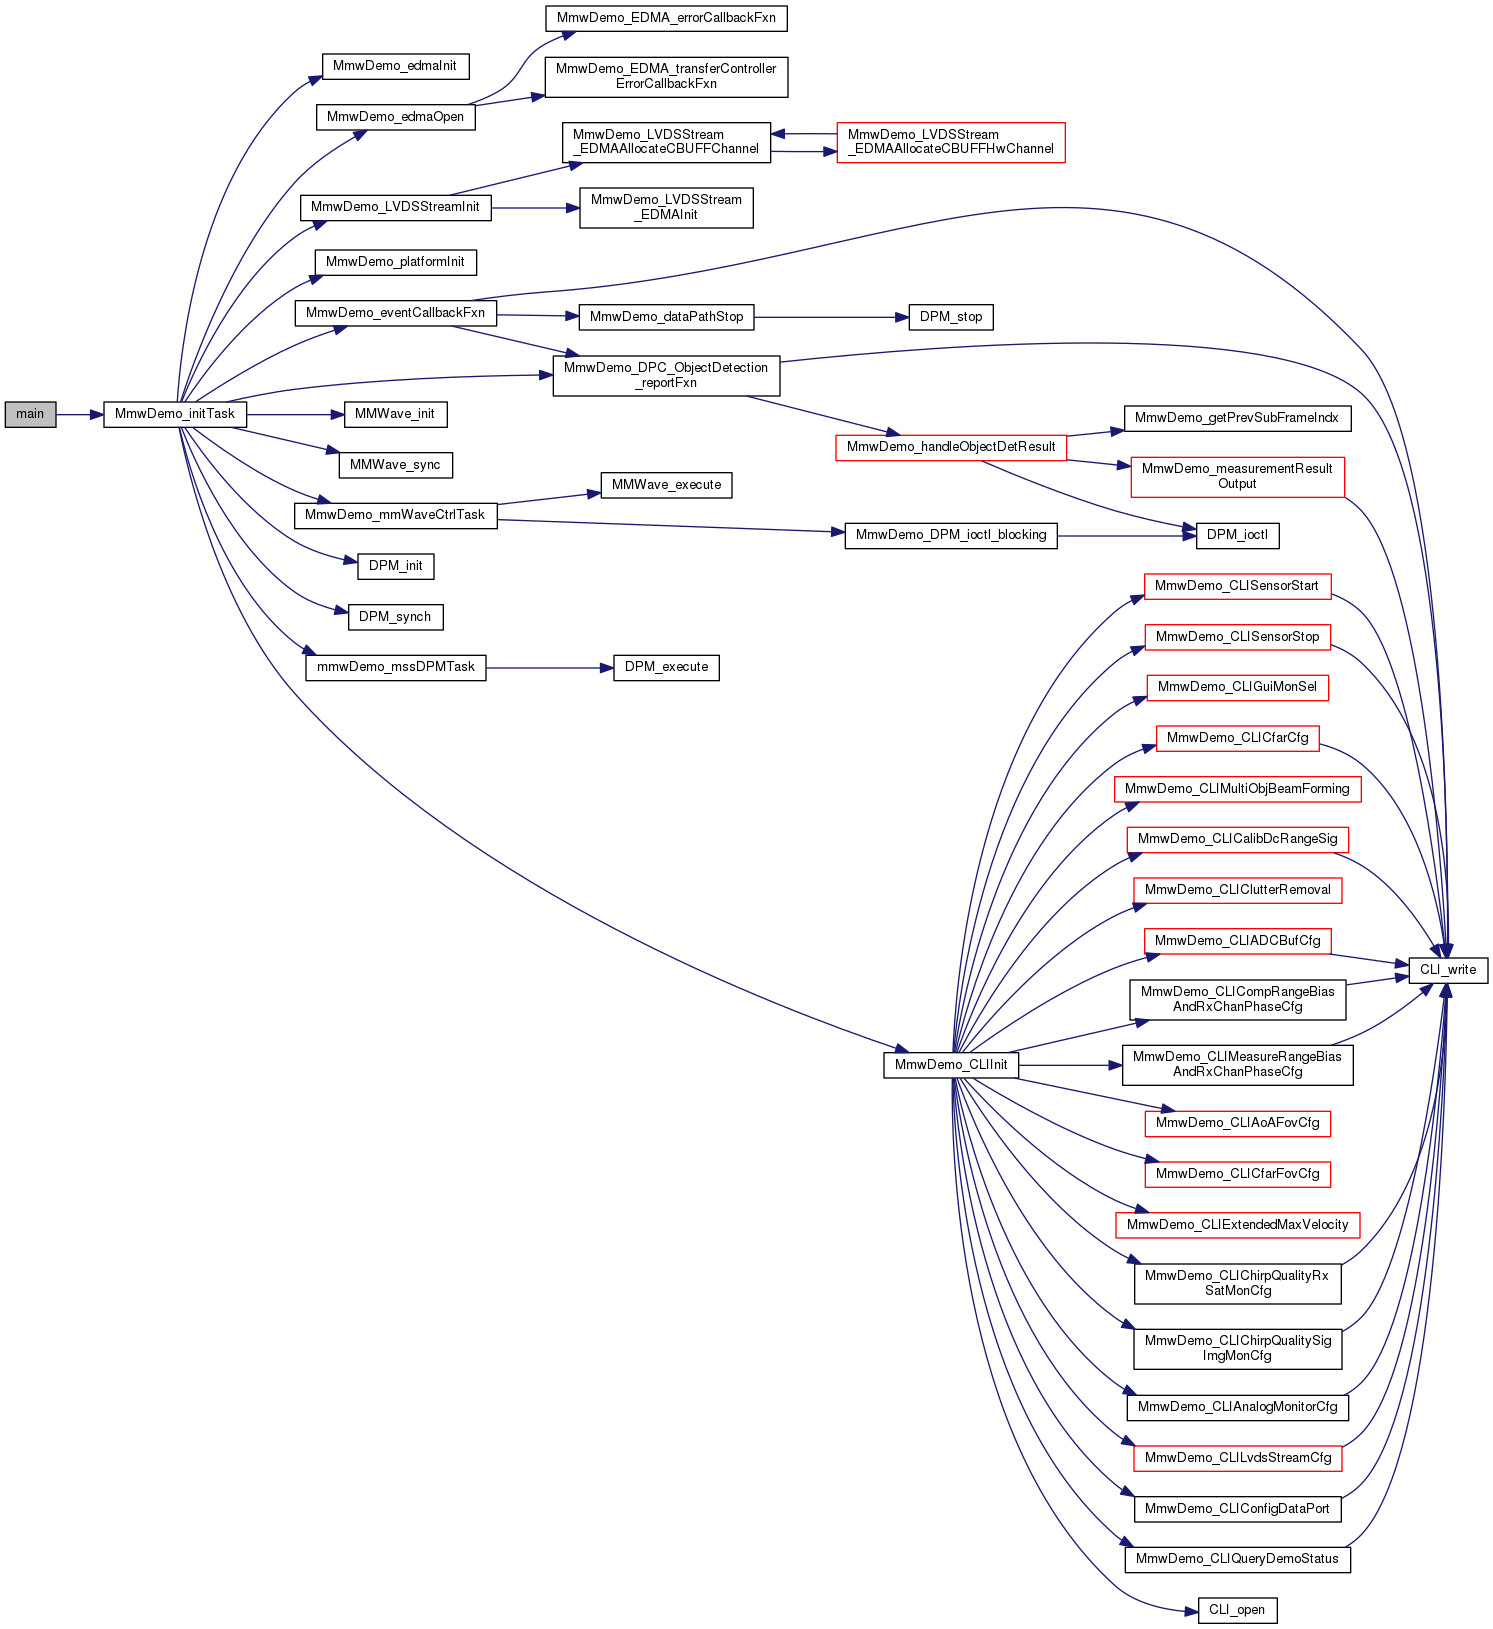 MmwDemo_EDMA_errorCallbackFxn
MmwDemo_edmaInit
MmwDemo_EDMA_transferController
ErrorCallbackFxn
MmwDemo_edmaOpen
MmwDemo_LVDSStream
_EDMAAllocateCBUFFChannel
MmwDemo_LVDSStream
_EDMAAllocateCBUFFHwChannel
MmwDemo_LVDSStreamInit
MmwDemo_LVDSStream
_EDMAInit
MmwDemo_platformInit
MmwDemo_eventCallbackFxn
MmwDemo_dataPathStop
DPM_stop
MmwDemo_DPC_ObjectDetection
_reportFxn
main
MmwDemo_initTask
MMWave_init
MmwDemo_getPrevSubFrameIndx
MmwDemo_handleObjectDetResult
MMWave_sync
MmwDemo_measurementResult
Output
MMWave_execute
MmwDemo_mmWaveCtrlTask
MmwDemo_DPM_ioctl_blocking
DPM_ioctl
DPM_init
MmwDemo_CLISensorStart
DPM_synch
MmwDemo_CLISensorStop
mmwDemo_mssDPMTask
DPM_execute
MmwDemo_CLIGuiMonSel
MmwDemo_CLICfarCfg
MmwDemo_CLIMultiObjBeamForming
MmwDemo_CLICalibDcRangeSig
MmwDemo_CLIClutterRemoval
MmwDemo_CLIADCBufCfg
CLI_write
MmwDemo_CLICompRangeBias
AndRxChanPhaseCfg
MmwDemo_CLIInit
MmwDemo_CLIMeasureRangeBias
AndRxChanPhaseCfg
MmwDemo_CLIAoAFovCfg
MmwDemo_CLICfarFovCfg
MmwDemo_CLIExtendedMaxVelocity
MmwDemo_CLIChirpQualityRx
SatMonCfg
MmwDemo_CLIChirpQualitySig
ImgMonCfg
MmwDemo_CLIAnalogMonitorCfg
MmwDemo_CLILvdsStreamCfg
MmwDemo_CLIConfigDataPort
MmwDemo_CLIQueryDemoStatus
CLI_open